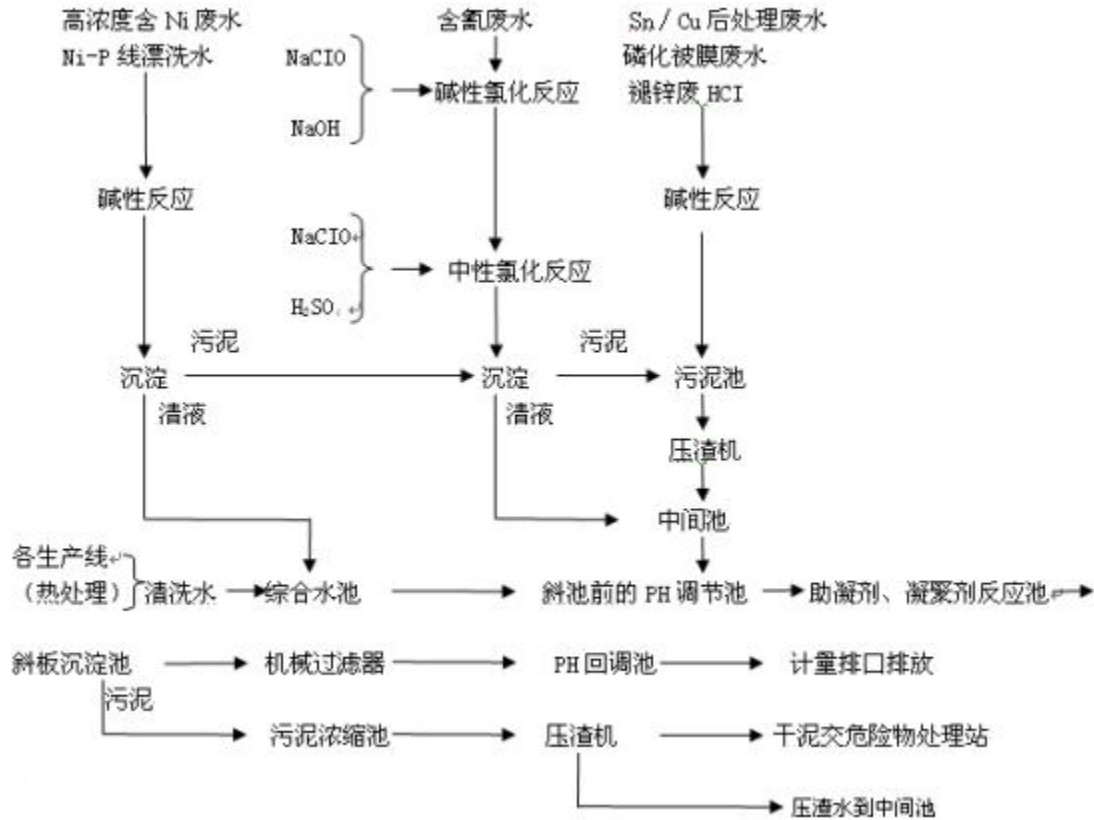 高浓度含 Ni 废水
Ni-P 线漂洗水
含氰废水
Sn / Cu 后处理废水
磷化被膜废水
褪锌废 HCI
NaCIO
NaOH
碱性氯化反应
碱性反应
碱性反应
NaCIO
H₂SO₄
中性氯化反应
污泥
污泥
沉淀
沉淀
污泥池
清液
清液
压渣机
中间池
各生产线
（热处理）
清洗水
综合水池
斜池前的 PH 调节池
助凝剂、凝聚剂反应池
斜板沉淀池
机械过滤器
PH 回调池
计量排口排放
污泥
污泥浓缩池
压渣机
干泥交危险物处理站
压渣水到中间池